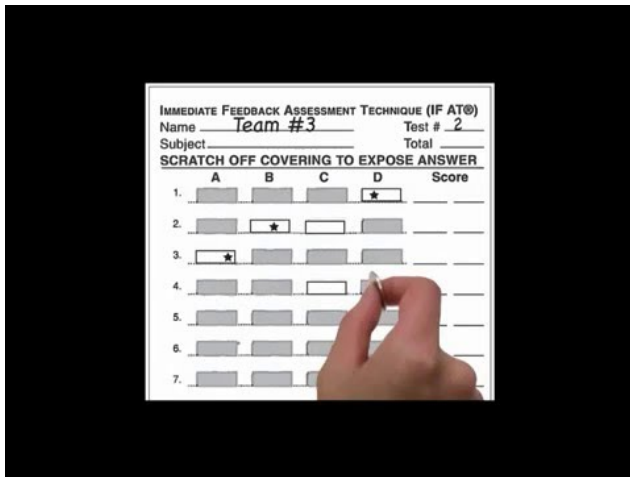 IMMEDIATE FEEDBACK ASSESSMENT TECHNIQUE (IF AT®)
Name Team #3 Test # 2
Subject Total
SCRATCH OFF COVERING TO EXPOSE ANSWER
A B C D Score
1.
2.
3.
4.
5.
6.
7.